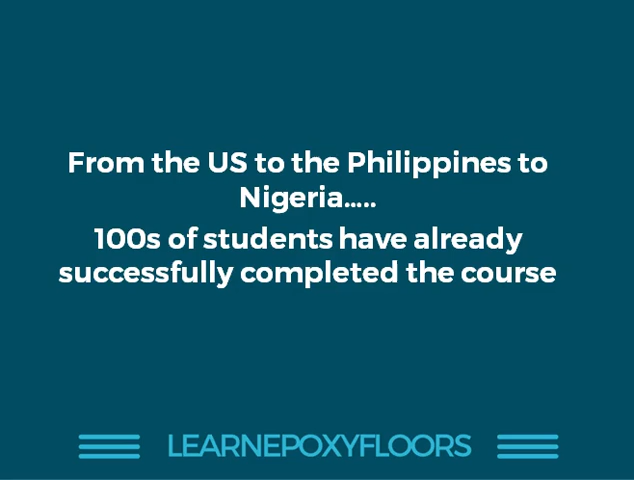 From the US to the Philippines to
Nigeria.....
100s of students have already
successfully completed the course
LEARNEPOXYFLOORS